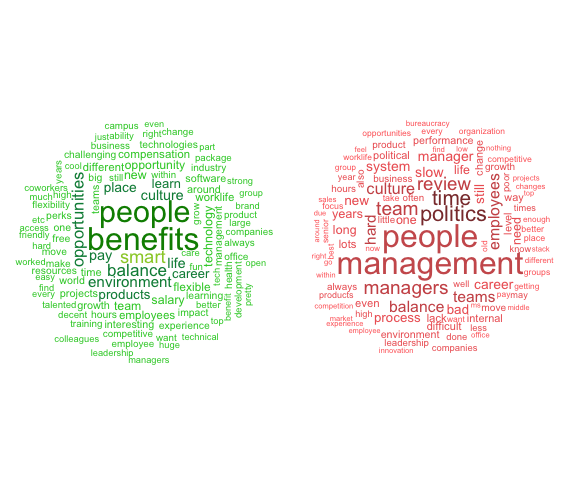 campus even
just ability right change
business technologies part
challenging compensation package
cool different opportunity industry
years big still new within software strong
coworkers place learn around group
much high teams culture worklife brand
flexibility perks people grow product
etc one large
access free opportunities benefits technology companies
friendly always
hard pay smart care office
move balance life fun tech management open
worked make environment career health
resources time flexible benefit development
easy world products salary learning pretty
find projects better
every growth team impact top
talented decent hours employees
training interesting experience
competitive want technical
colleagues employee huge
leadership
managers
bureaucracy
opportunities every organization
product performance
feel find low nothing
worklife political manager change competitive
group system slow life growth
year also business review still employees poor projects
hours culture know stack
sales focus take often time way changes
new team little one politics times top
due years level need enough
around senior long hard people better
lots old place
right best now management different
go groups
within managers
always teams well career getting
products even balance bad me move pay may
competition high middle
market process lack want internal
experience difficult less
employee environment done office
leadership companies
innovation